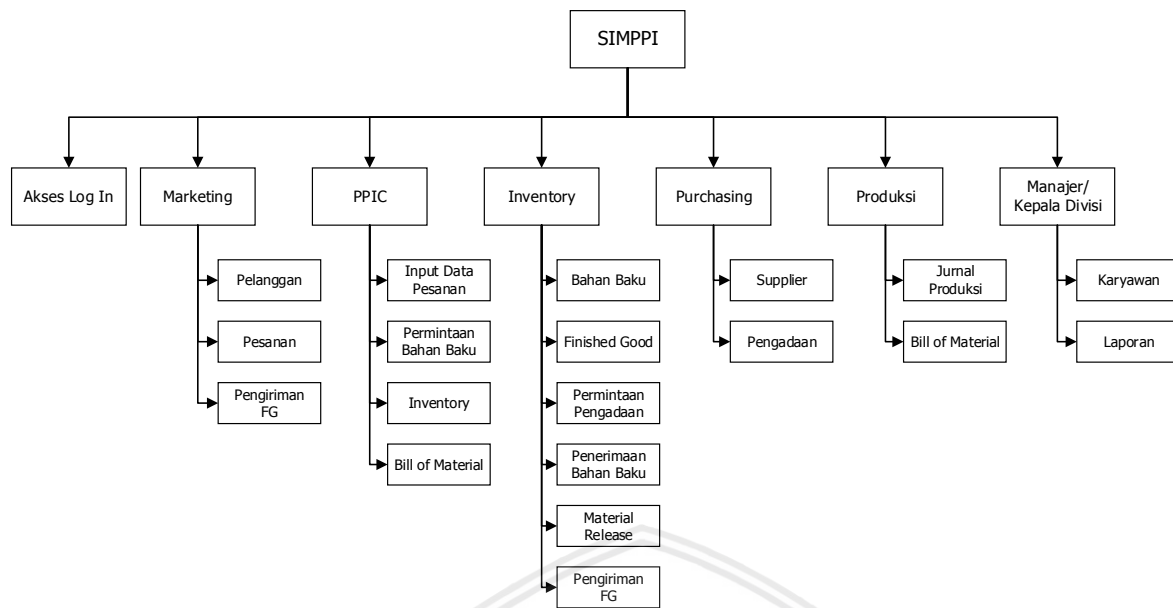 SIMPPI
Akses Log In
Marketing
PPIC
Inventory
Purchasing
Produksi
Manajer/
Kepala Divisi
Pelanggan
Pesanan
Pengiriman
FG
Input Data
Pesanan
Permintaan
Bahan Baku
Inventory
Bill of Material
Bahan Baku
Finished Good
Permintaan
Pengadaan
Penerimaan
Bahan Baku
Material
Release
Pengiriman
FG
Supplier
Pengadaan
Jurnal
Produksi
Bill of Material
Karyawan
Laporan